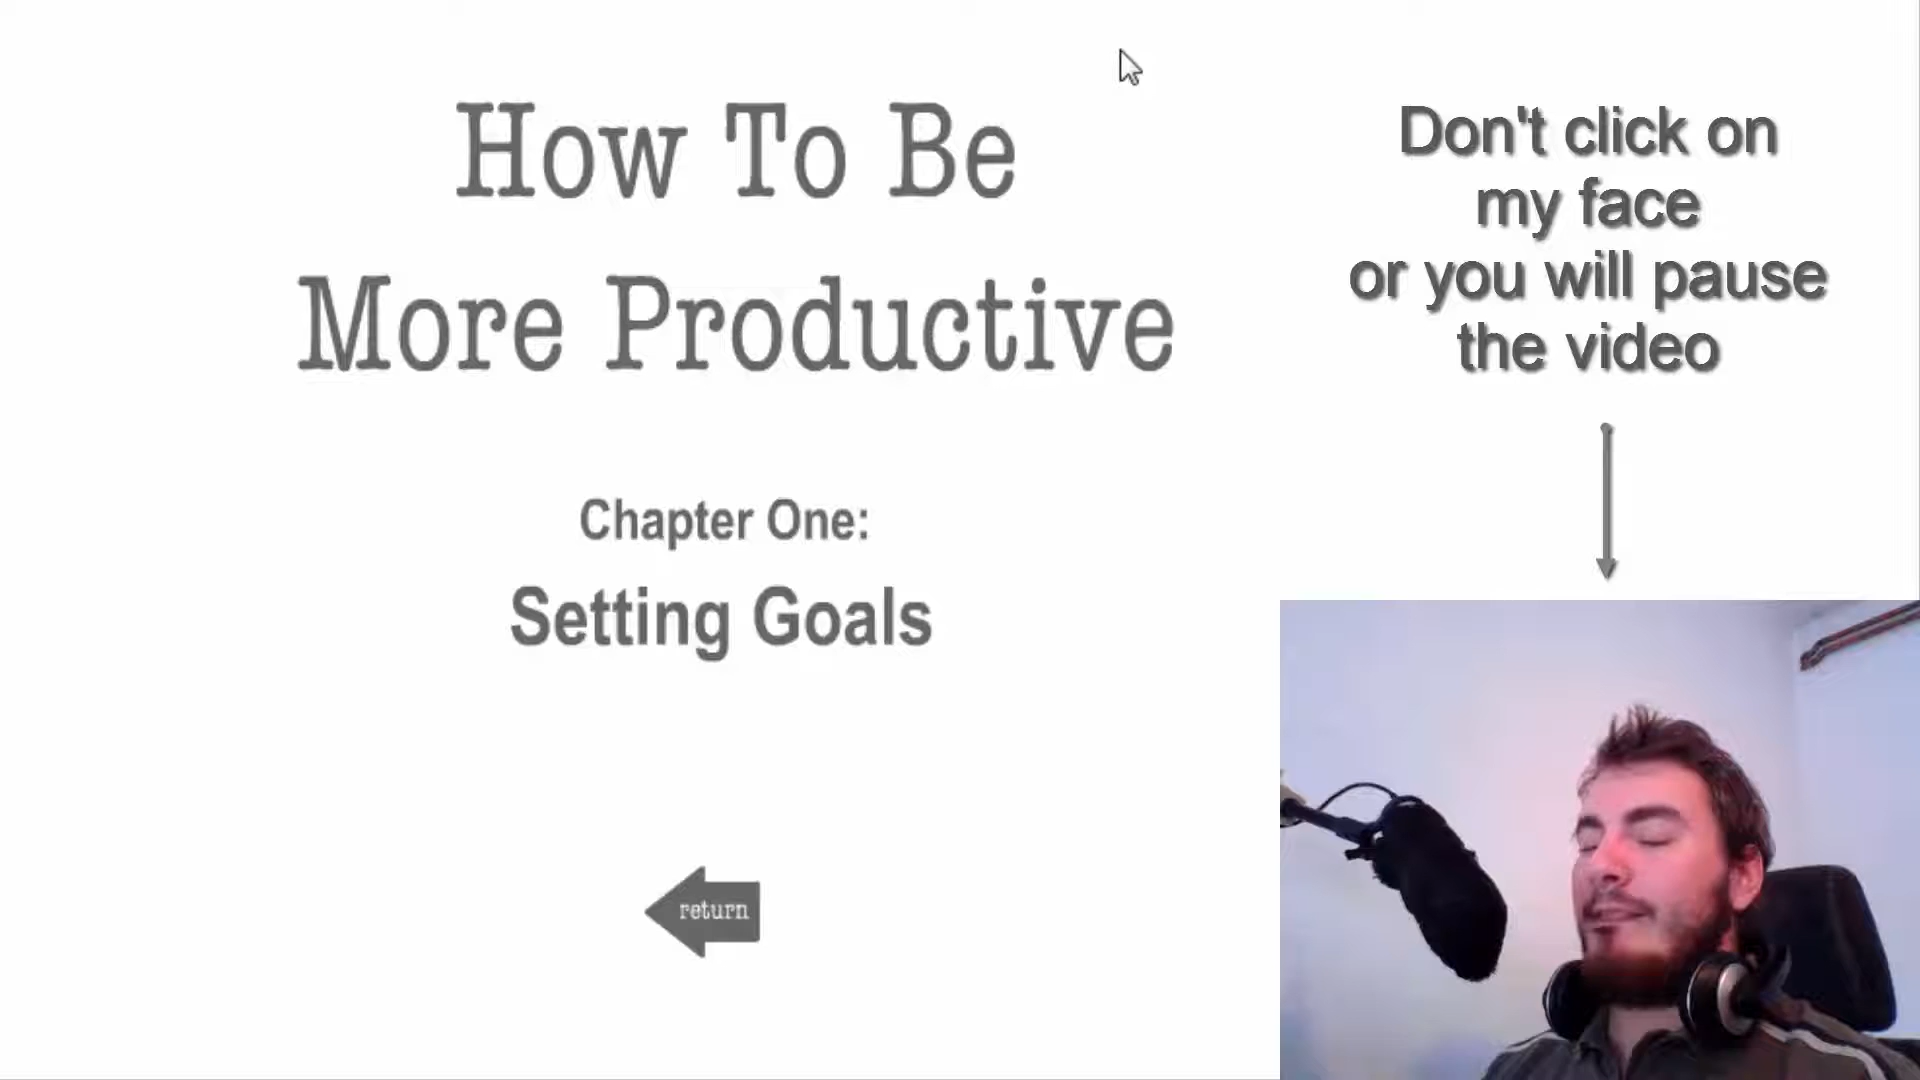 How To Be
More Productive
Chapter One:
Setting Goals
return
Don't click on
my face
or you will pause
the video